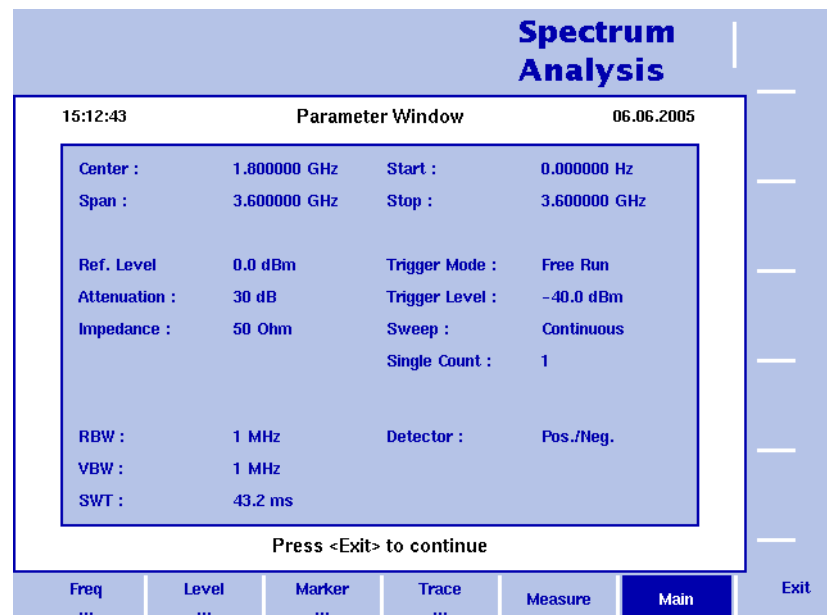 Spectrum
Analysis
15:12:43 Parameter Window 06.06.2005
Center : 1.800000 GHz Start : 0.000000 Hz
Span : 3.600000 GHz Stop : 3.600000 GHz
Ref. Level 0.0 dBm Trigger Mode : Free Run
Attenuation : 30 dB Trigger Level : -40.0 dBm
Impedance : 50 Ohm Sweep : Continuous
Single Count : 1
RBW : 1 MHz Detector : Pos./Neg.
VBW : 1 MHz
SWT : 43.2 ms
Press <Exit> to continue
Freq ... Level ... Marker ... Trace ... Measure Main Exit